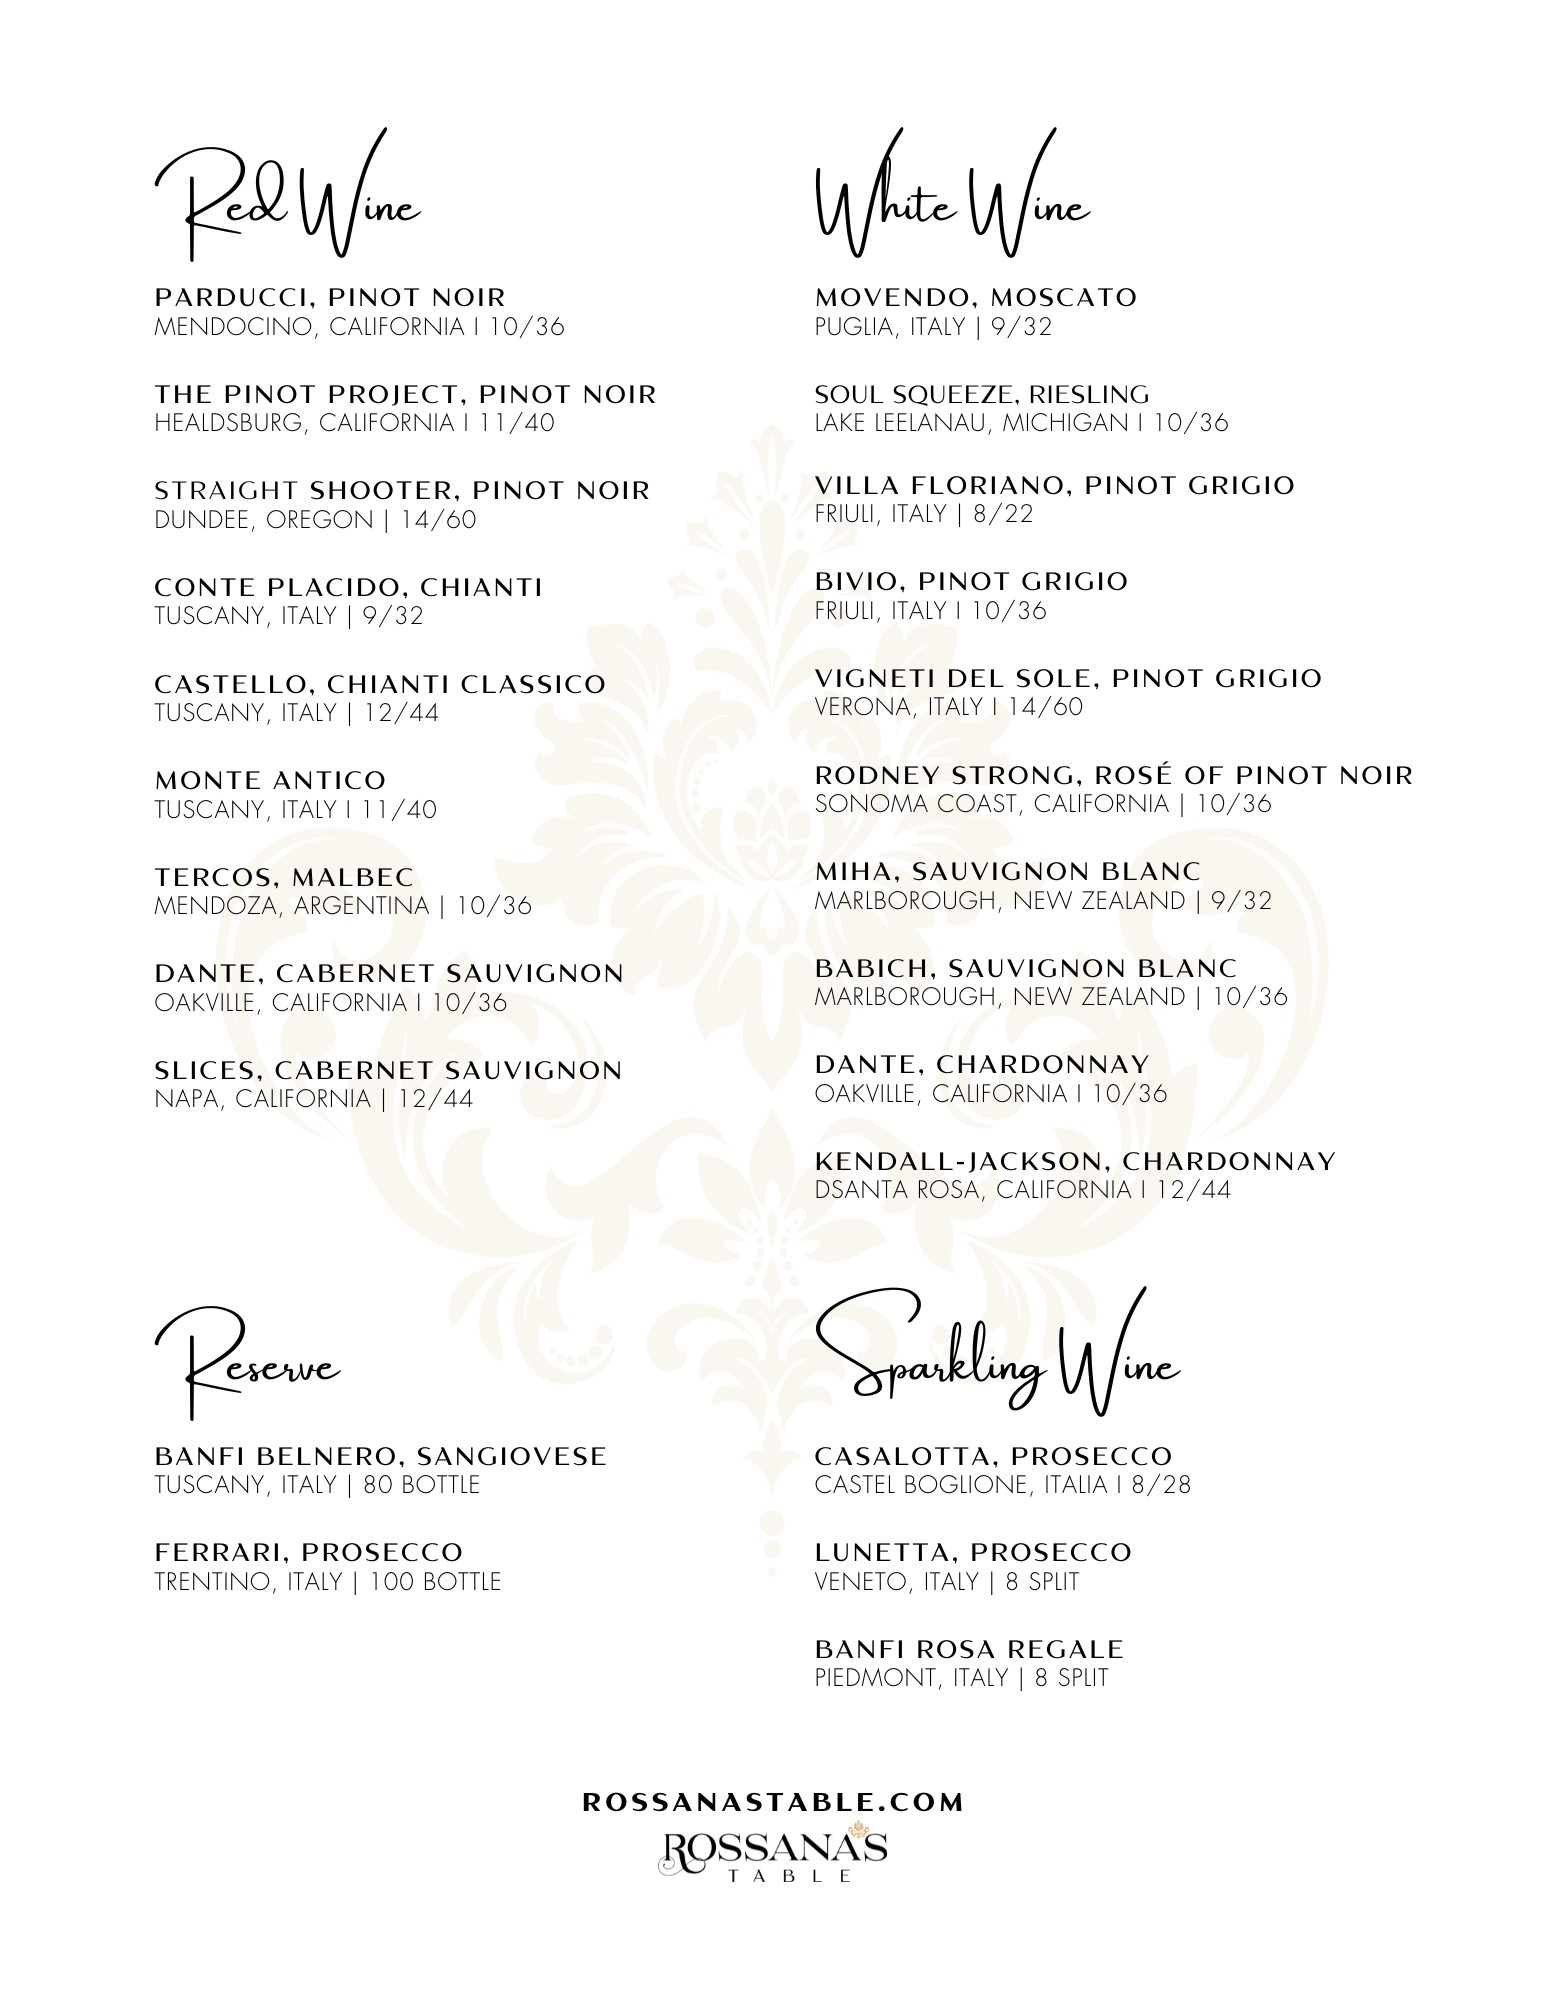 Red Wine
PARDUCCI, PINOT NOIR
MENDOCINO, CALIFORNIA I 10/36
THE PINOT PROJECT, PINOT NOIR
HEALDSBURG, CALIFORNIA I 11/40
STRAIGHT SHOOTER, PINOT NOIR
DUNDEE, OREGON | 14/60
CONTE PLACIDO, CHIANTI
TUSCANY, ITALY | 9/32
CASTELLO, CHIANTI CLASSICO
TUSCANY, ITALY | 12/44
MONTE ANTICO
TUSCANY, ITALY I 11/40
TERCOS, MALBEC
MENDOZA, ARGENTINA | 10/36
DANTE, CABERNET SAUVIGNON
OAKVILLE, CALIFORNIA I 10/36
SLICES, CABERNET SAUVIGNON
NAPA, CALIFORNIA | 12/44
White Wine
MOVENDO, MOSCATO
PUGLIA, ITALY | 9/32
SOUL SQUEEZE, RIESLING
LAKE LEELANAU, MICHIGAN I 10/36
VILLA FLORIANO, PINOT GRIGIO
FRIULI, ITALY | 8/22
BIVIO, PINOT GRIGIO
FRIULI, ITALY I 10/36
VIGNETI DEL SOLE, PINOT GRIGIO
VERONA, ITALY I 14/60
RODNEY STRONG, ROSÉ OF PINOT NOIR
SONOMA COAST, CALIFORNIA | 10/36
MIHA, SAUVIGNON BLANC
MARLBOROUGH, NEW ZEALAND | 9/32
BABICH, SAUVIGNON BLANC
MARLBOROUGH, NEW ZEALAND | 10/36
DANTE, CHARDONNAY
OAKVILLE, CALIFORNIA I 10/36
KENDALL-JACKSON, CHARDONNAY
DSANTA ROSA, CALIFORNIA I 12/44
Reserve
BANFI BELNERO, SANGIOVESE
TUSCANY, ITALY | 80 BOTTLE
FERRARI, PROSECCO
TRENTINO, ITALY | 100 BOTTLE
Sparkling Wine
CASALOTTA, PROSECCO
CASTEL BOGLIONE, ITALIA I 8/28
LUNETTA, PROSECCO
VENETO, ITALY | 8 SPLIT
BANFI ROSA REGALE
PIEDMONT, ITALY | 8 SPLIT
ROSSANASTABLE.COM
ROSSANA'S
TABLE